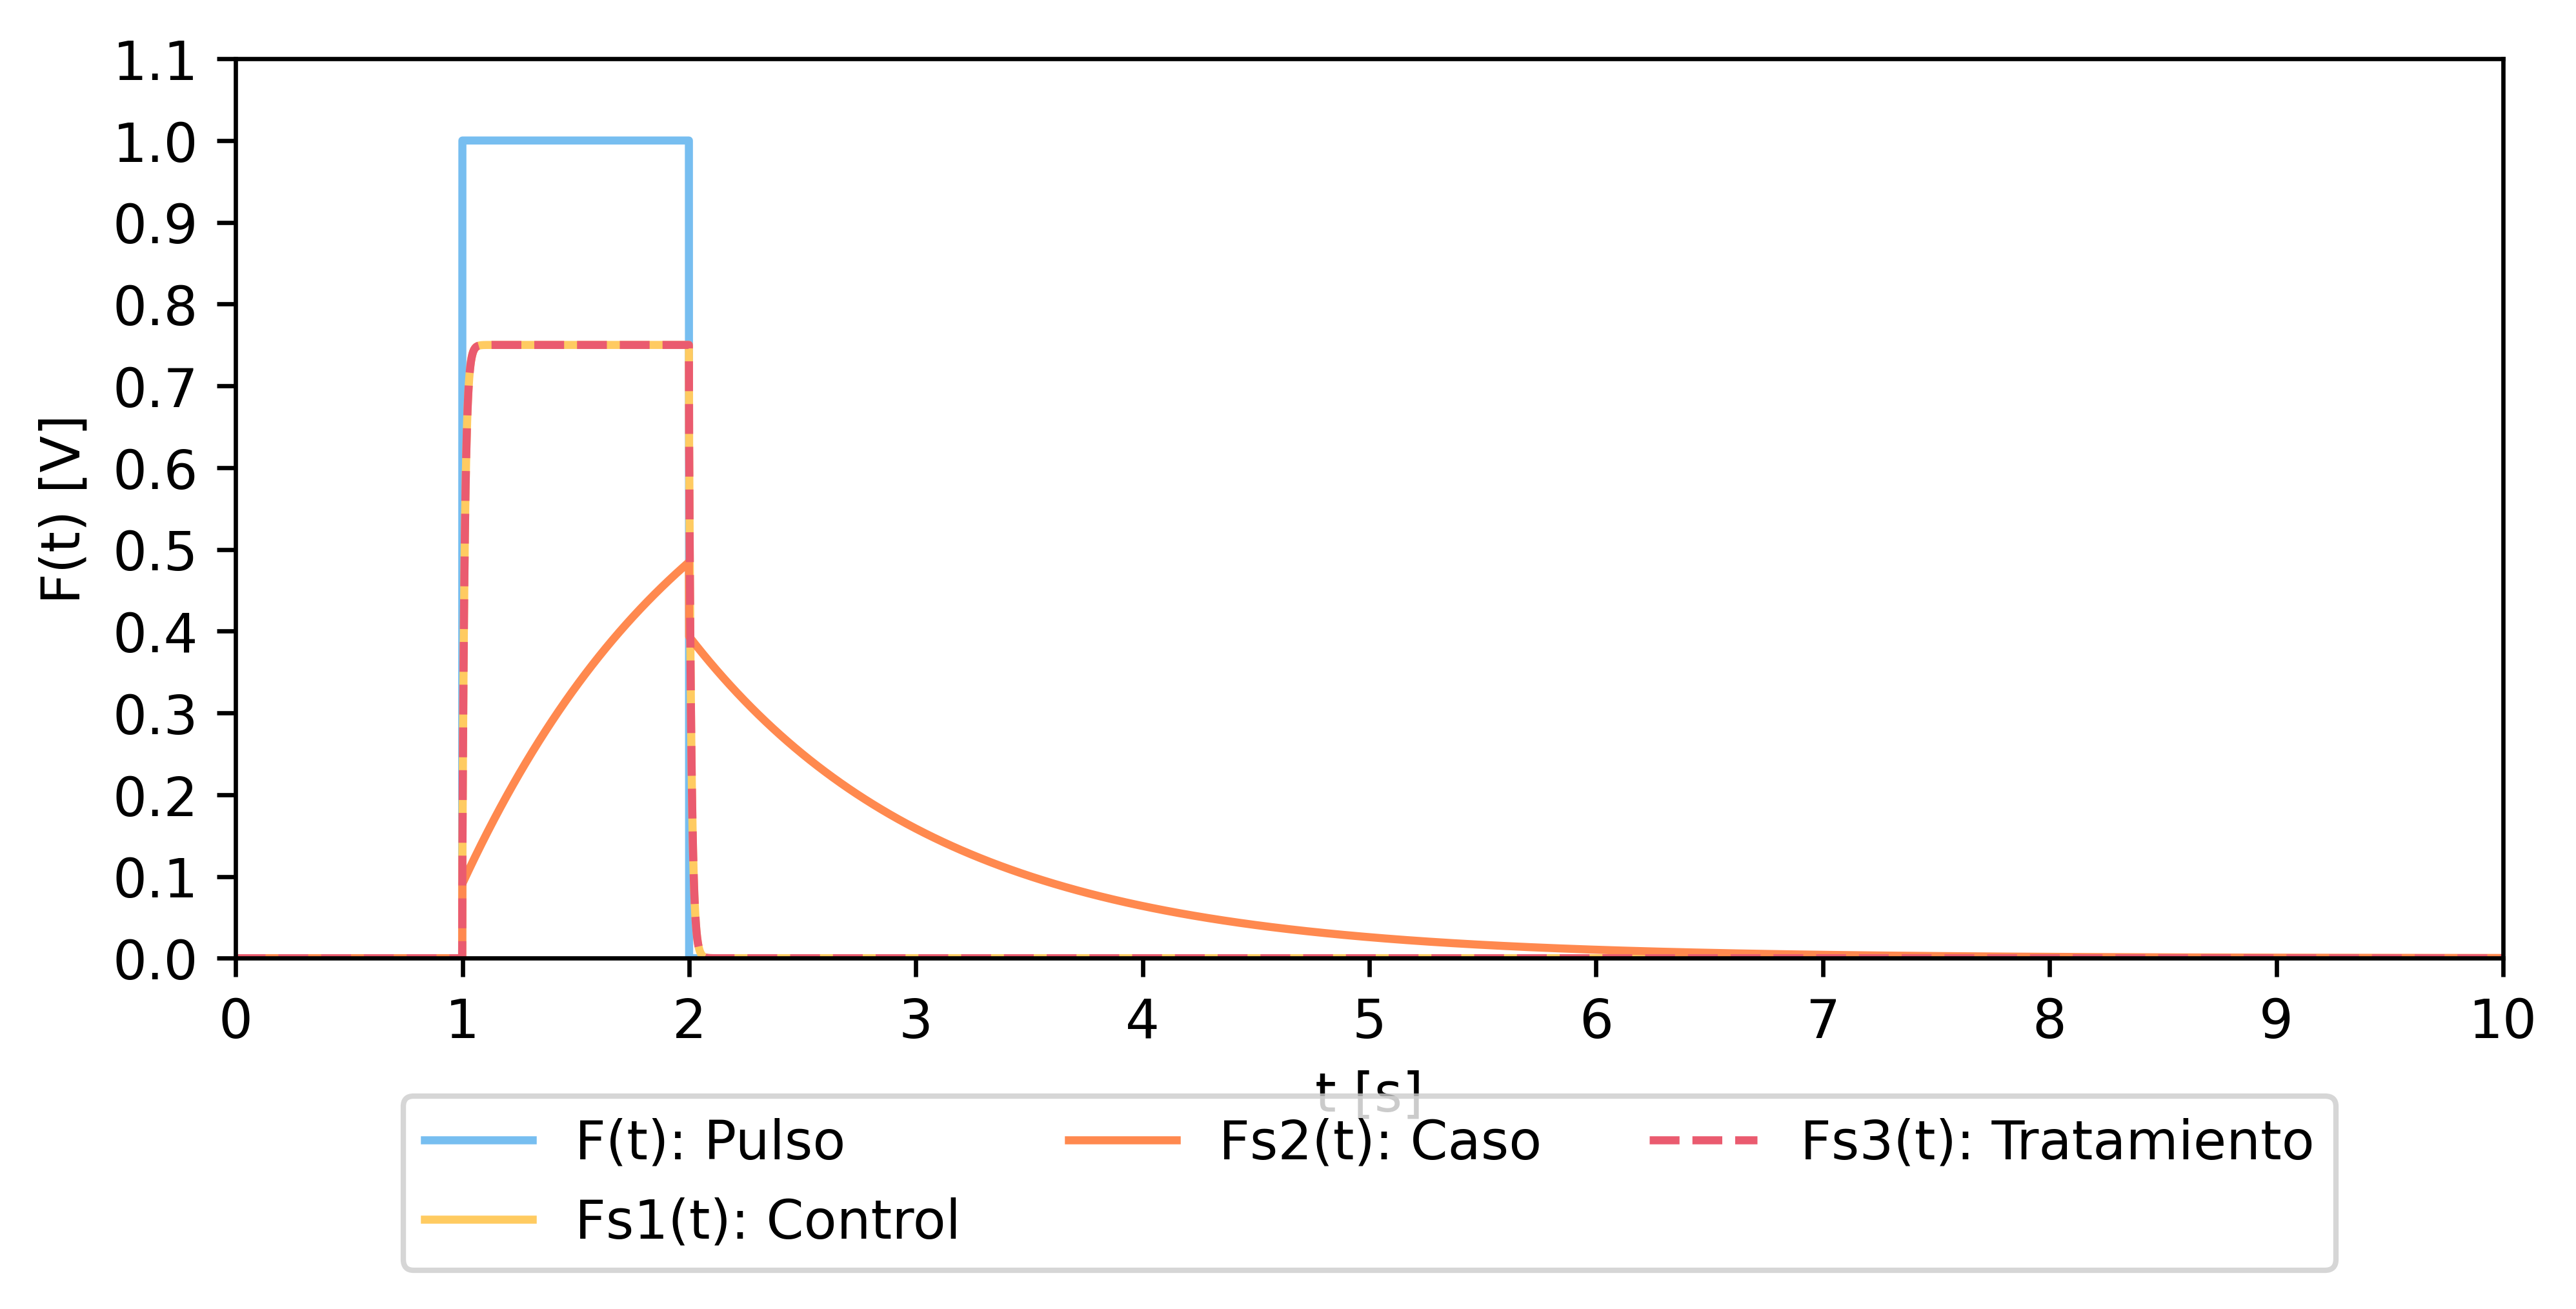 1.1
1.0
0.9
0.8
0.7
0.6
0.5
0.4
0.3
0.2
0.1
0.0
F(t) [V]
0 1 2 3 4 5 6 7 8 9 10
t [s]
F(t): Pulso Fs2(t): Caso Fs3(t): Tratamiento
Fs1(t): Control